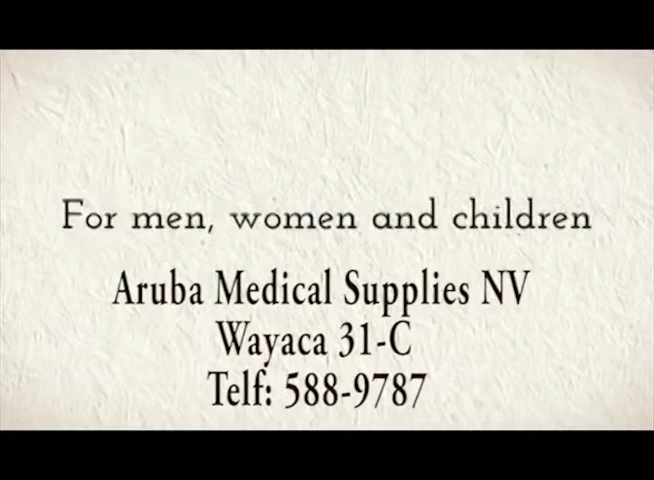 For men, women and children
Aruba Medical Supplies NV
Wayaca 31-C
Telf: 588-9787